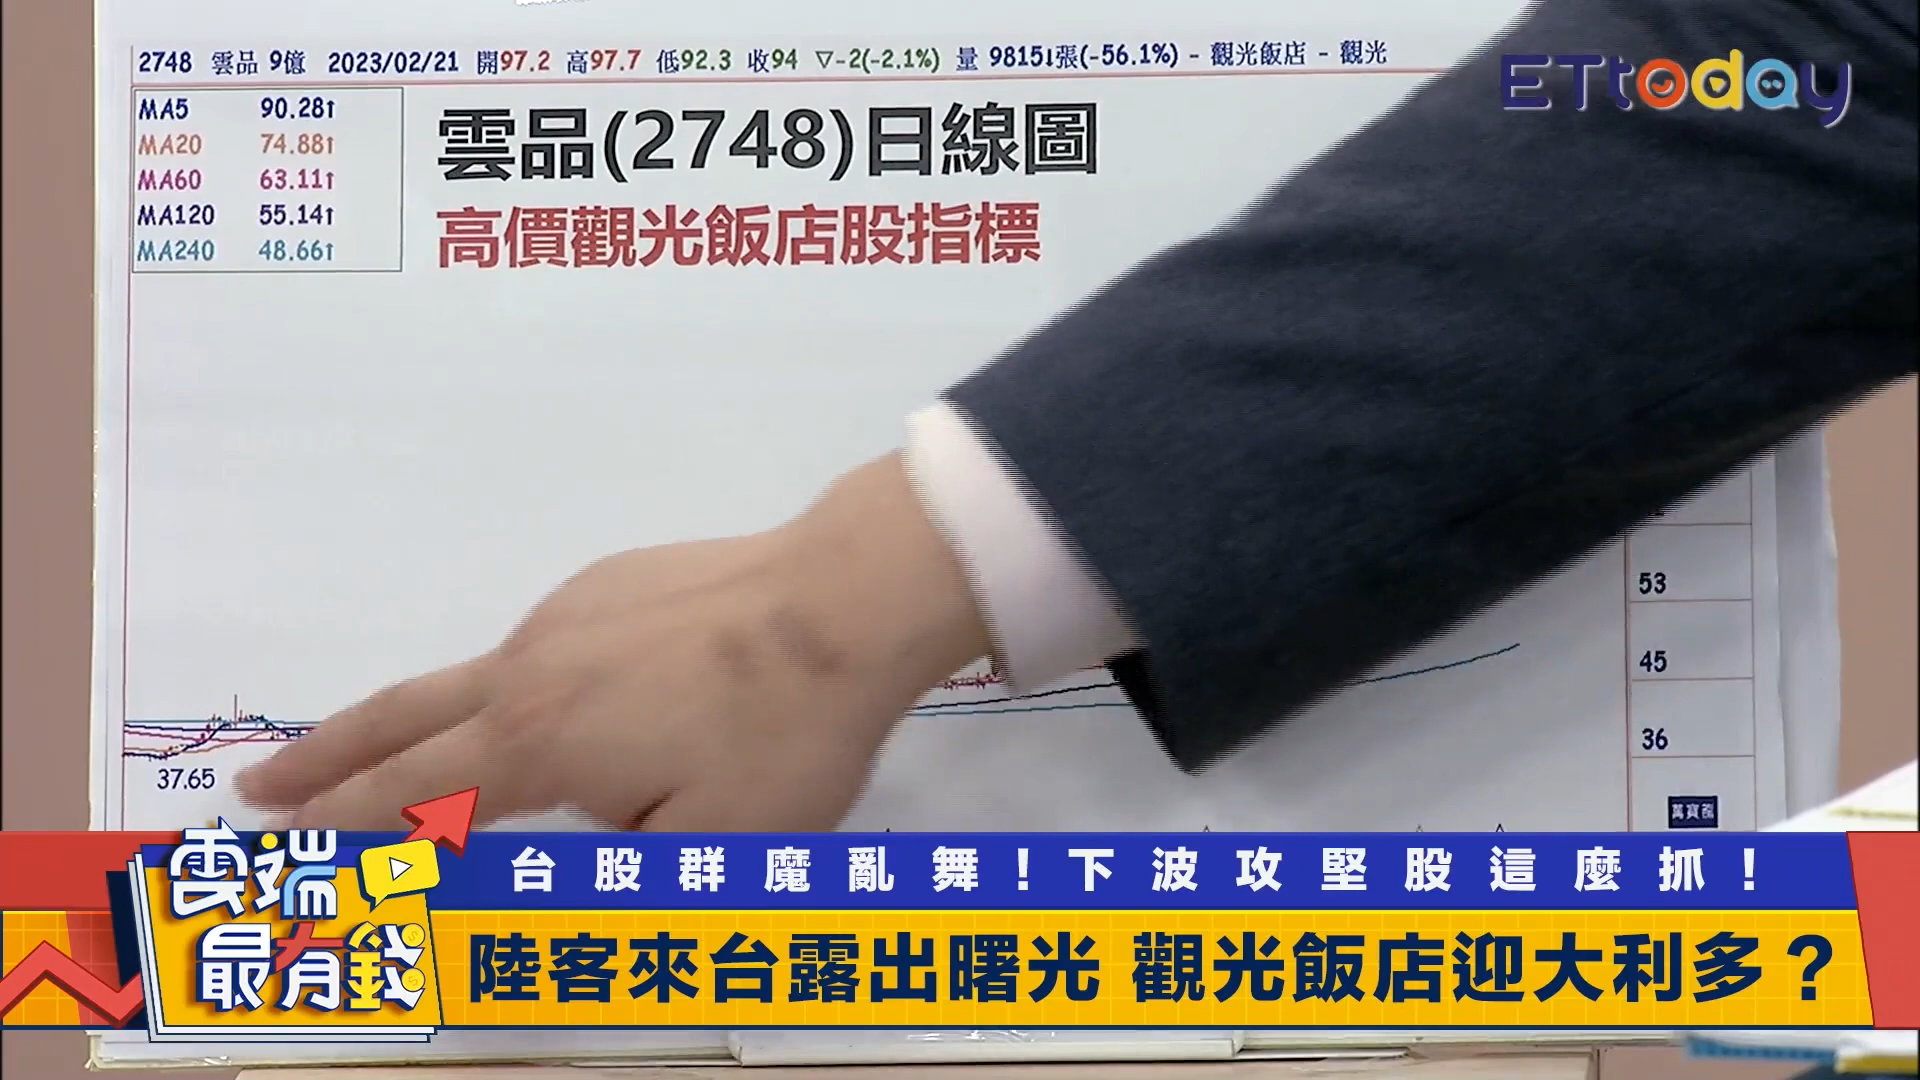 2748 雲品 9億 2023/02/21 開97.2 高97.7 低92.3 收94 ▽-2(-2.1%) 量 9815↓張(-56.1%) - 觀光飯店 - 觀光
ETtoday
MA5 90.28↑
MA20 74.88↑
MA60 63.11↑
MA120 55.14↑
MA240 48.66↑
雲品(2748)日線圖
高價觀光飯店股指標
53
45
36
37.65
雲端
最有錢
台股群魔亂舞!下波攻堅股這麼抓!
陸客來台露出曙光 觀光飯店迎大利多?